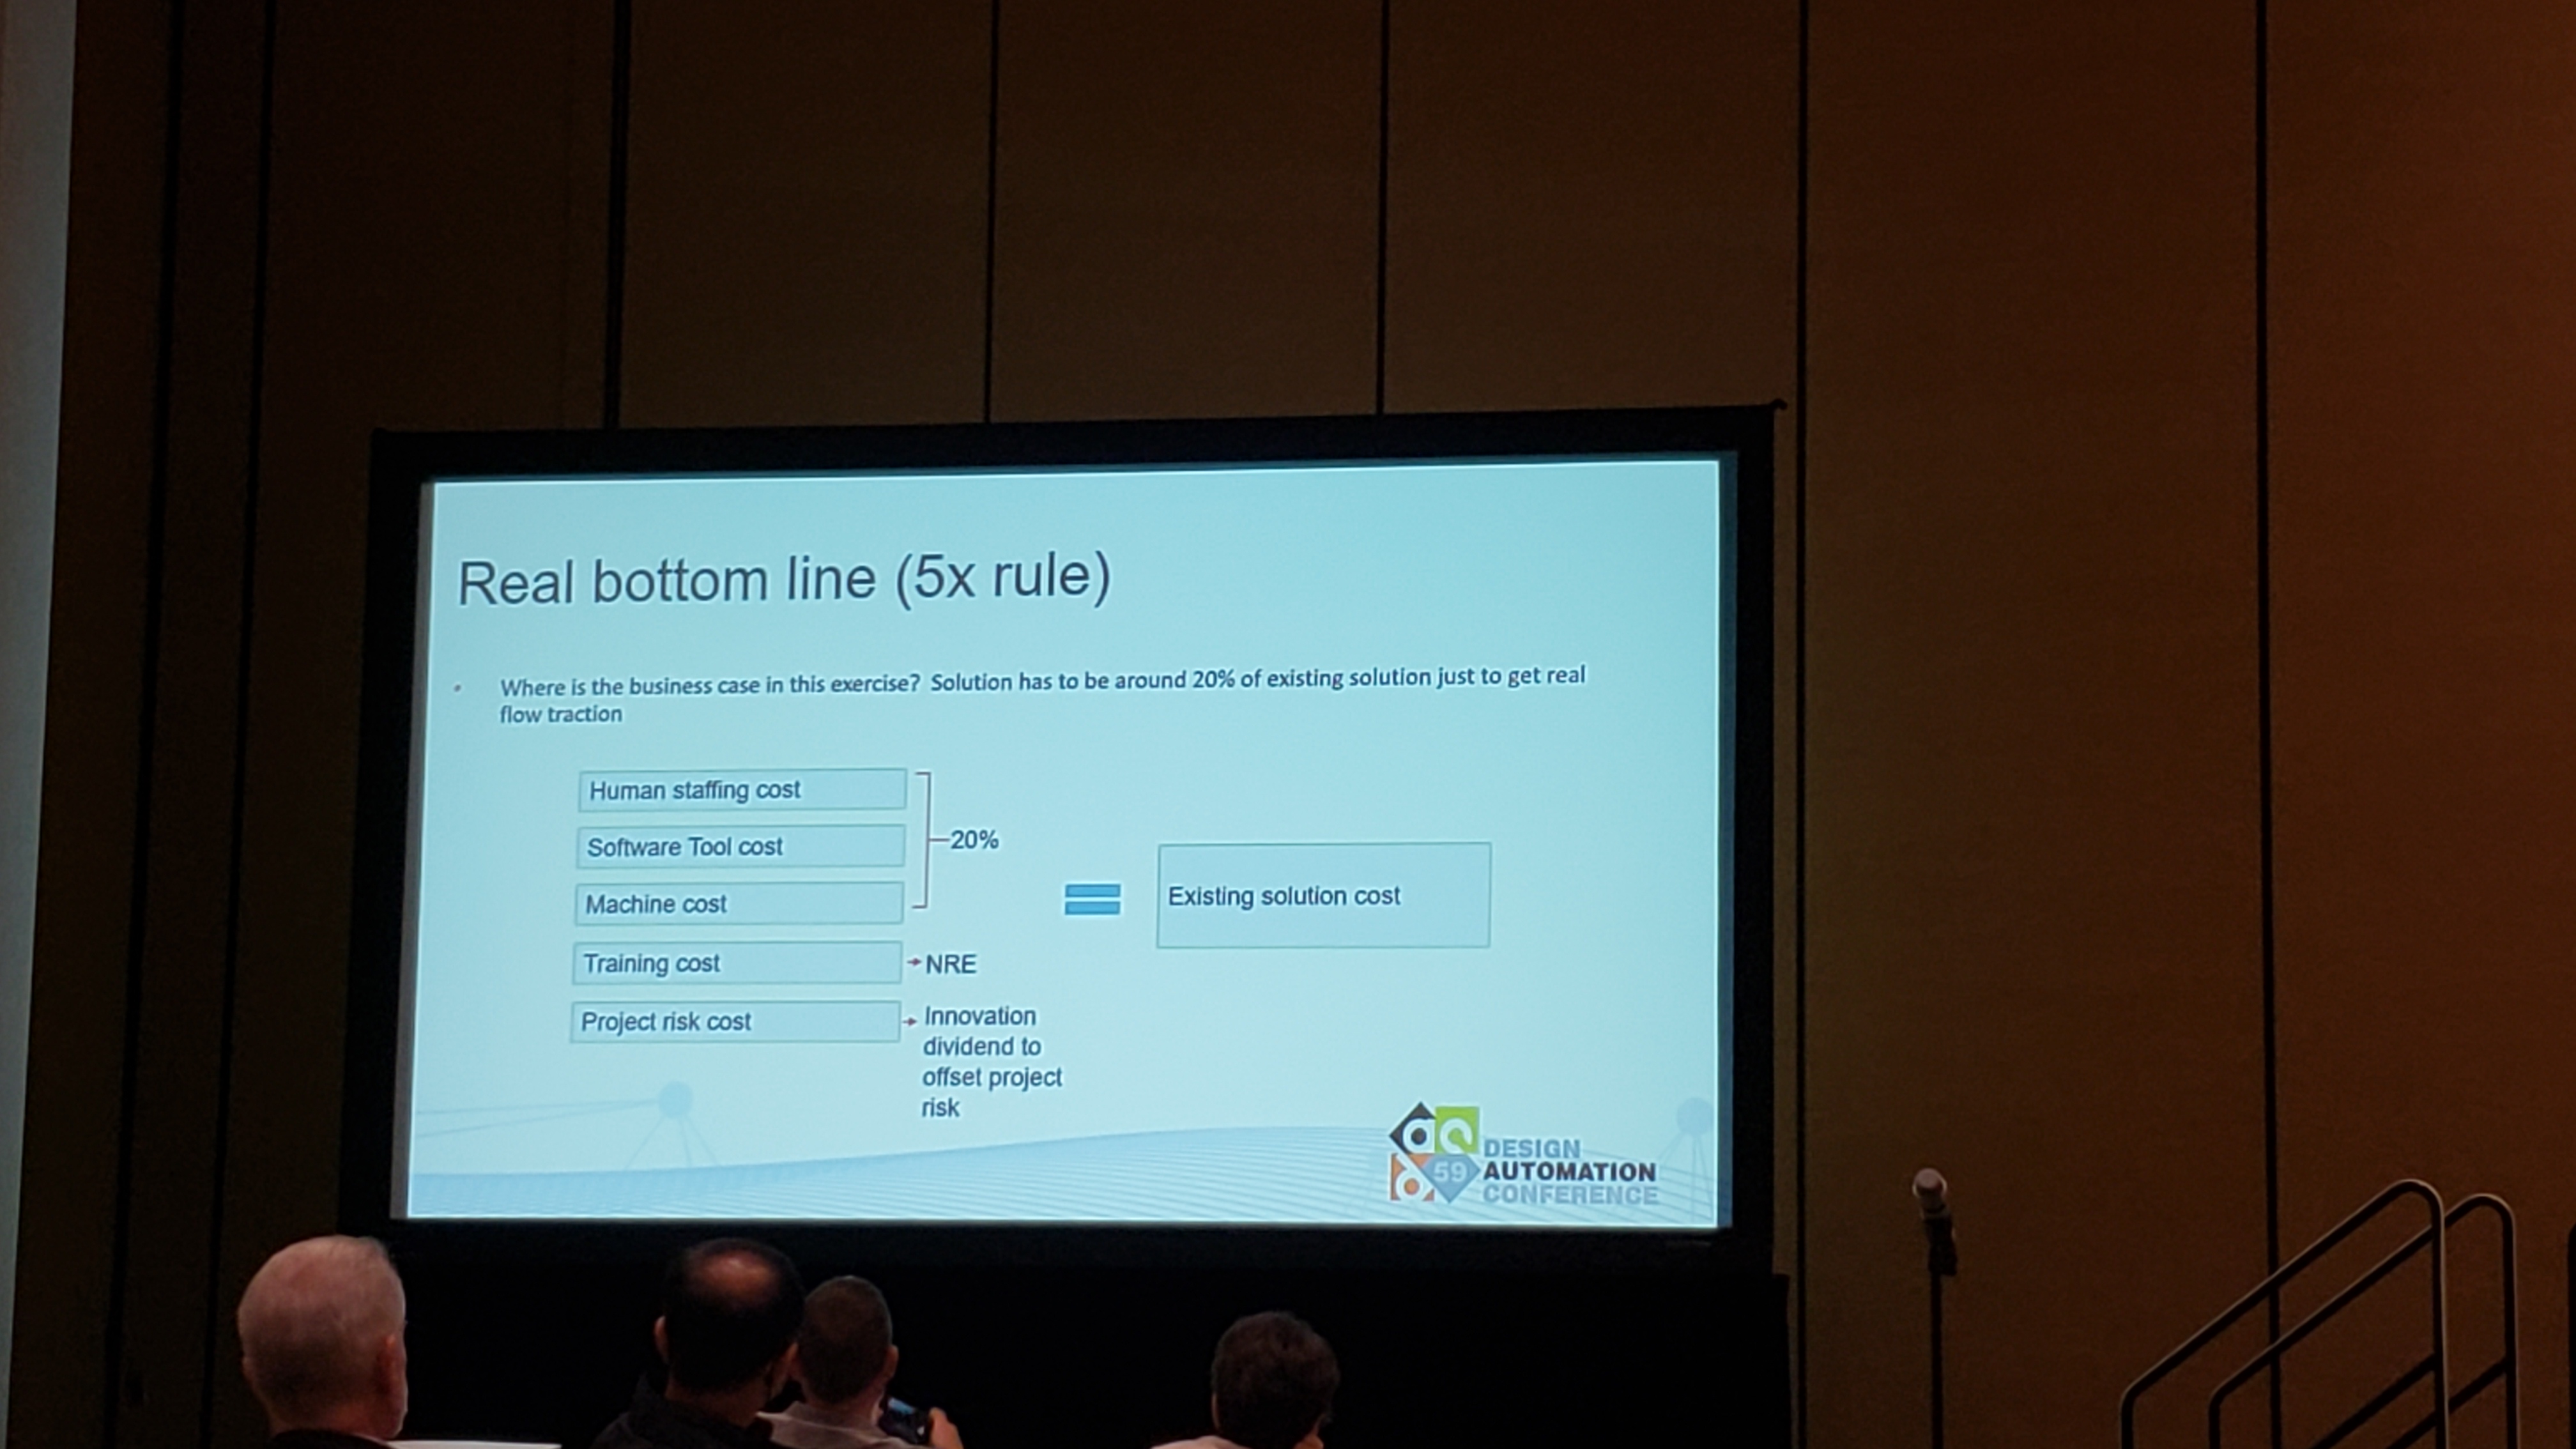 Real bottom line (5x rule)
• Where is the business case in this exercise? Solution has to be around 20% of existing solution just to get real
flow traction
Human staffing cost
Software Tool cost
Machine cost
20%
Training cost
NRE
Project risk cost
Innovation
dividend to
offset project
risk
Existing solution cost
59
DESIGN
AUTOMATION
CONFERENCE